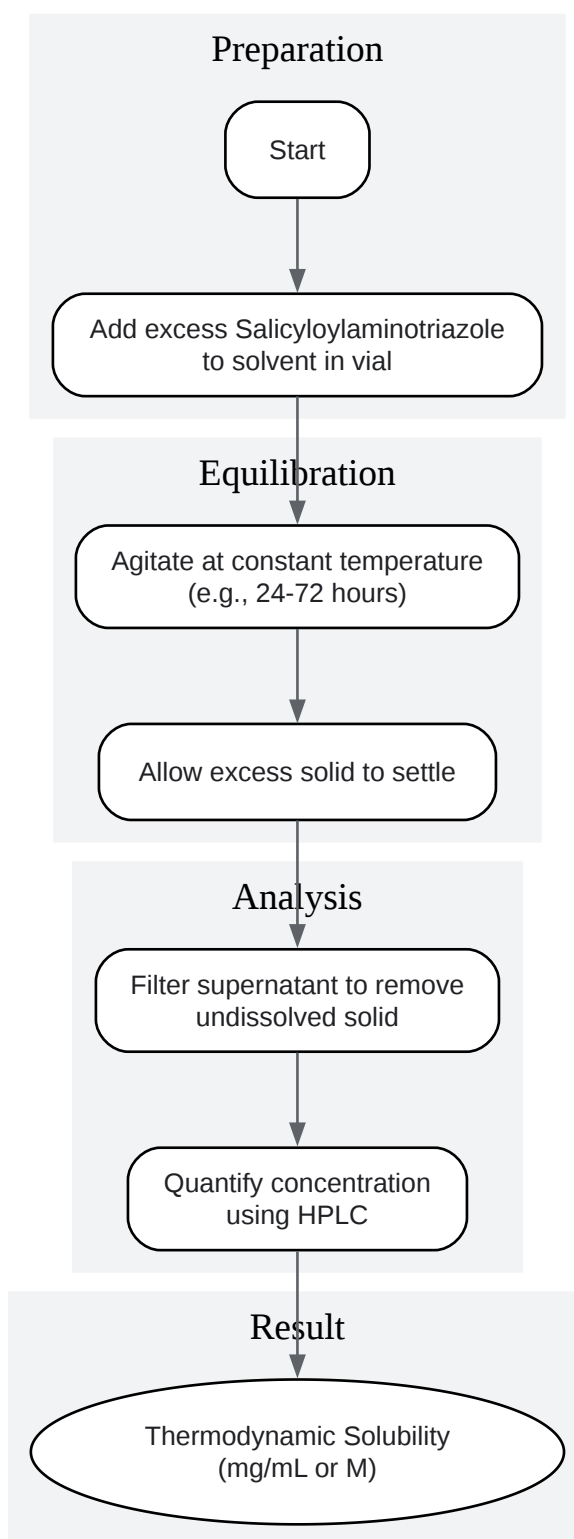 Preparation
Start
Add excess Salicyloylaminotriazole
to solvent in vial
Equilibration
Agitate at constant temperature
(e.g., 24-72 hours)
Allow excess solid to settle
Analysis
Filter supernatant to remove
undissolved solid
Quantify concentration
using HPLC
Result
Thermodynamic Solubility
(mg/mL or M)